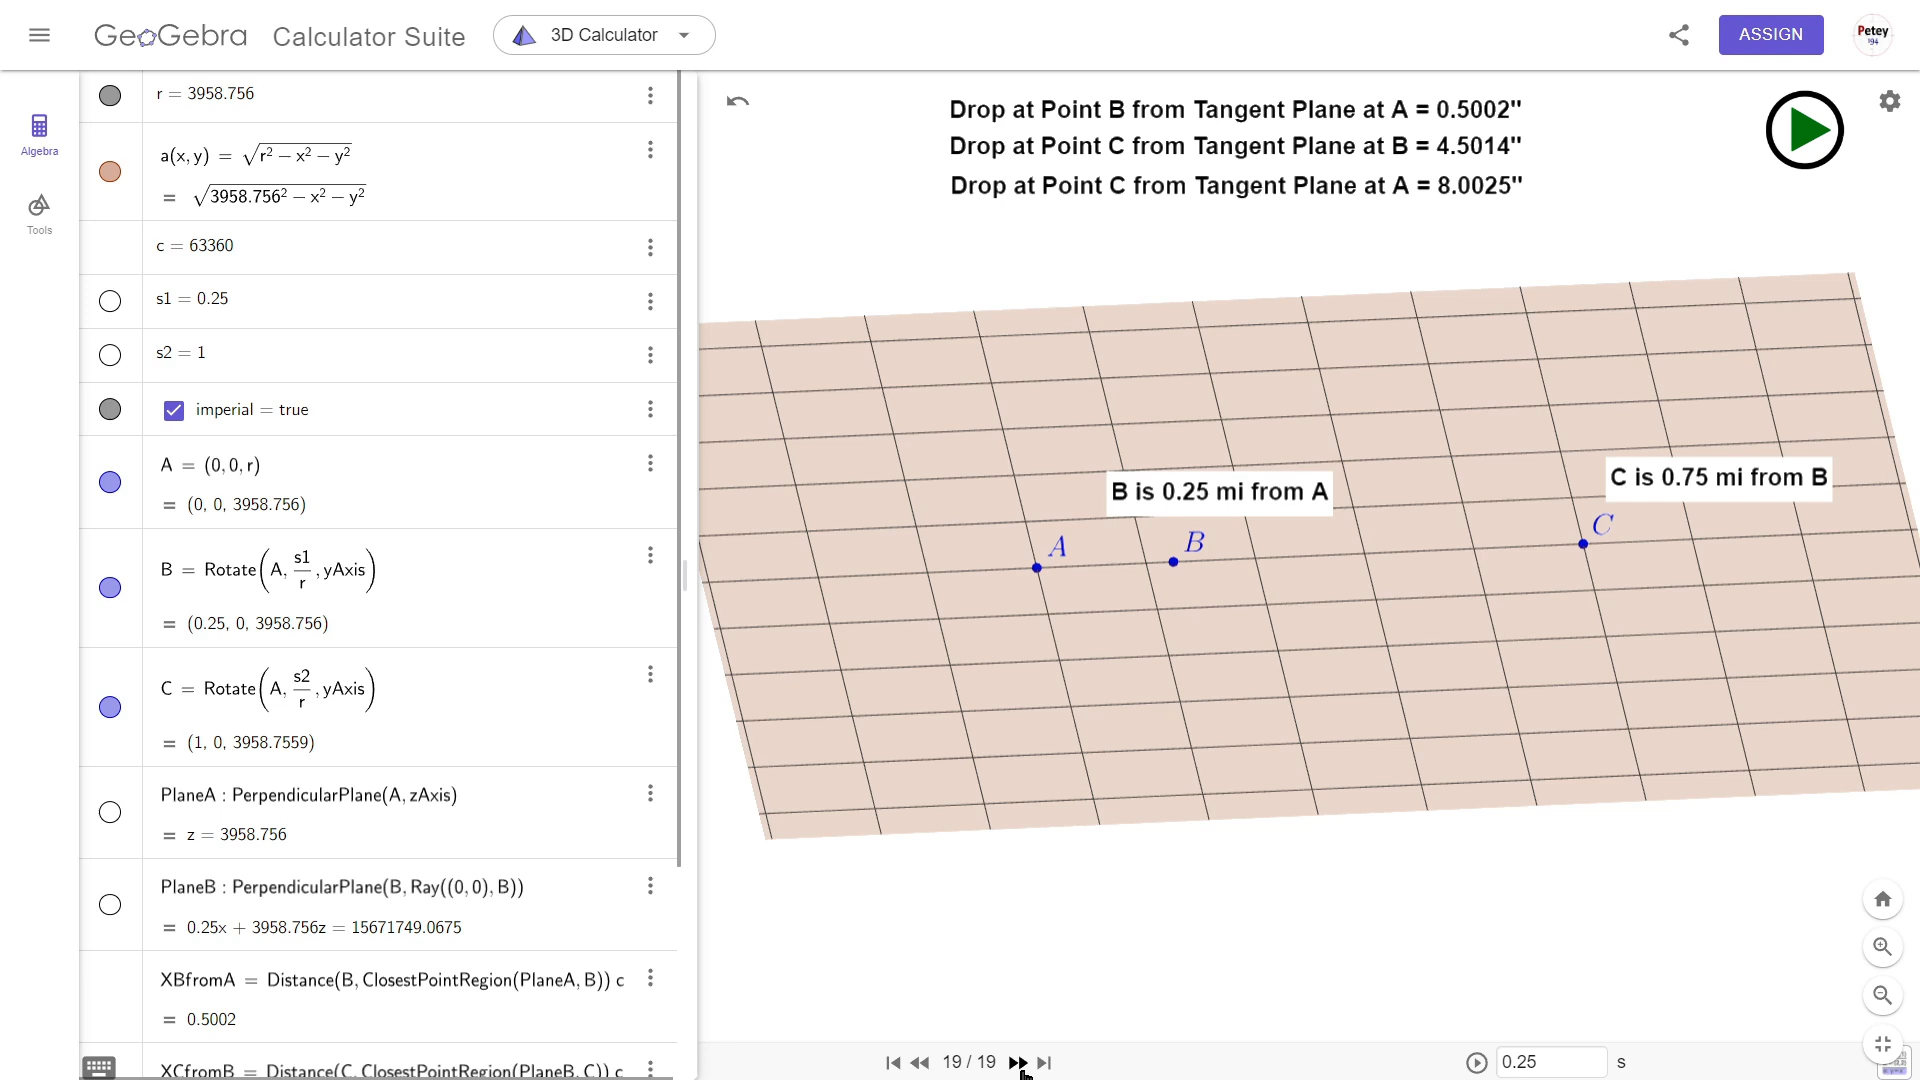 GeoGebra Calculator Suite 3D Calculator ASSIGN Petey '94
Algebra
Tools
r = 3958.756
a(x, y) = √r² − x² − y²
= √3958.756² − x² − y²
c = 63360
s1 = 0.25
s2 = 1
imperial = true
A = (0, 0, r)
= (0, 0, 3958.756)
B = Rotate(A, s1/r, yAxis)
= (0.25, 0, 3958.756)
C = Rotate(A, s2/r, yAxis)
= (1, 0, 3958.7559)
PlaneA : PerpendicularPlane(A, zAxis)
= z = 3958.756
PlaneB : PerpendicularPlane(B, Ray((0, 0), B))
= 0.25x + 3958.756z = 15671749.0675
XBfromA = Distance(B, ClosestPointRegion(PlaneA, B)) c
= 0.5002
XCfromB = Distance(C, ClosestPointRegion(PlaneB, C)) c
Drop at Point B from Tangent Plane at A = 0.5002"
Drop at Point C from Tangent Plane at B = 4.5014"
Drop at Point C from Tangent Plane at A = 8.0025"
B is 0.25 mi from A
C is 0.75 mi from B
A
B
C
19 / 19
0.25 s